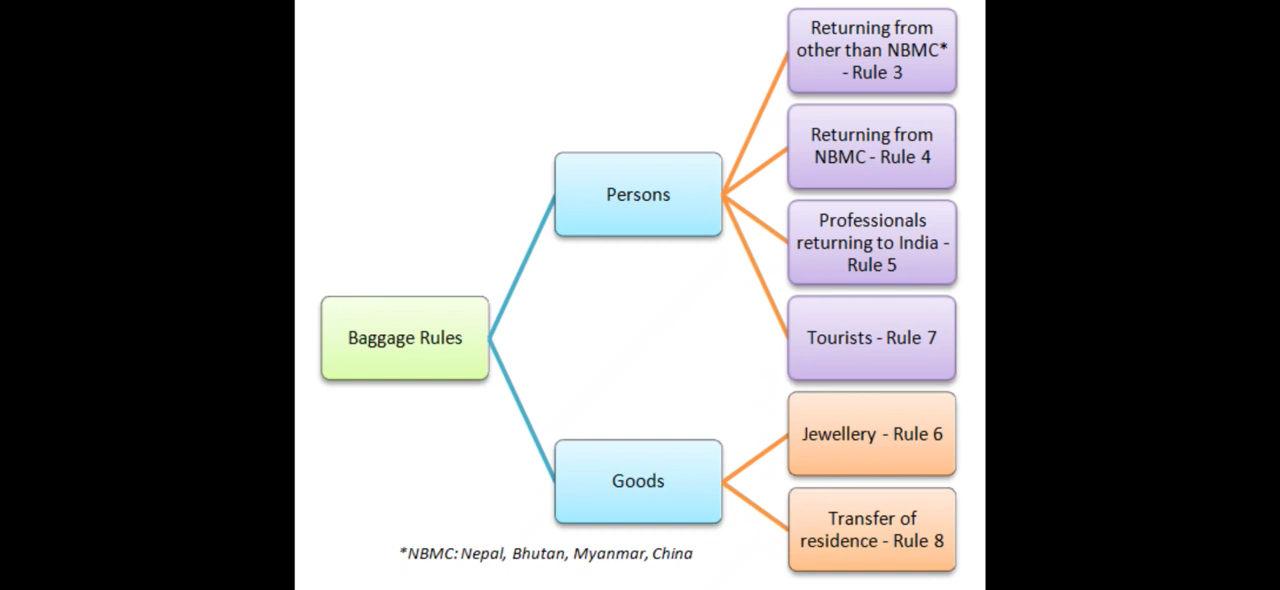 Baggage Rules
Persons
Returning from
other than NBMC*
- Rule 3
Returning from
NBMC - Rule 4
Professionals
returning to India -
Rule 5
Tourists - Rule 7
Goods
Jewellery - Rule 6
Transfer of
residence - Rule 8
*NBMC: Nepal, Bhutan, Myanmar, China